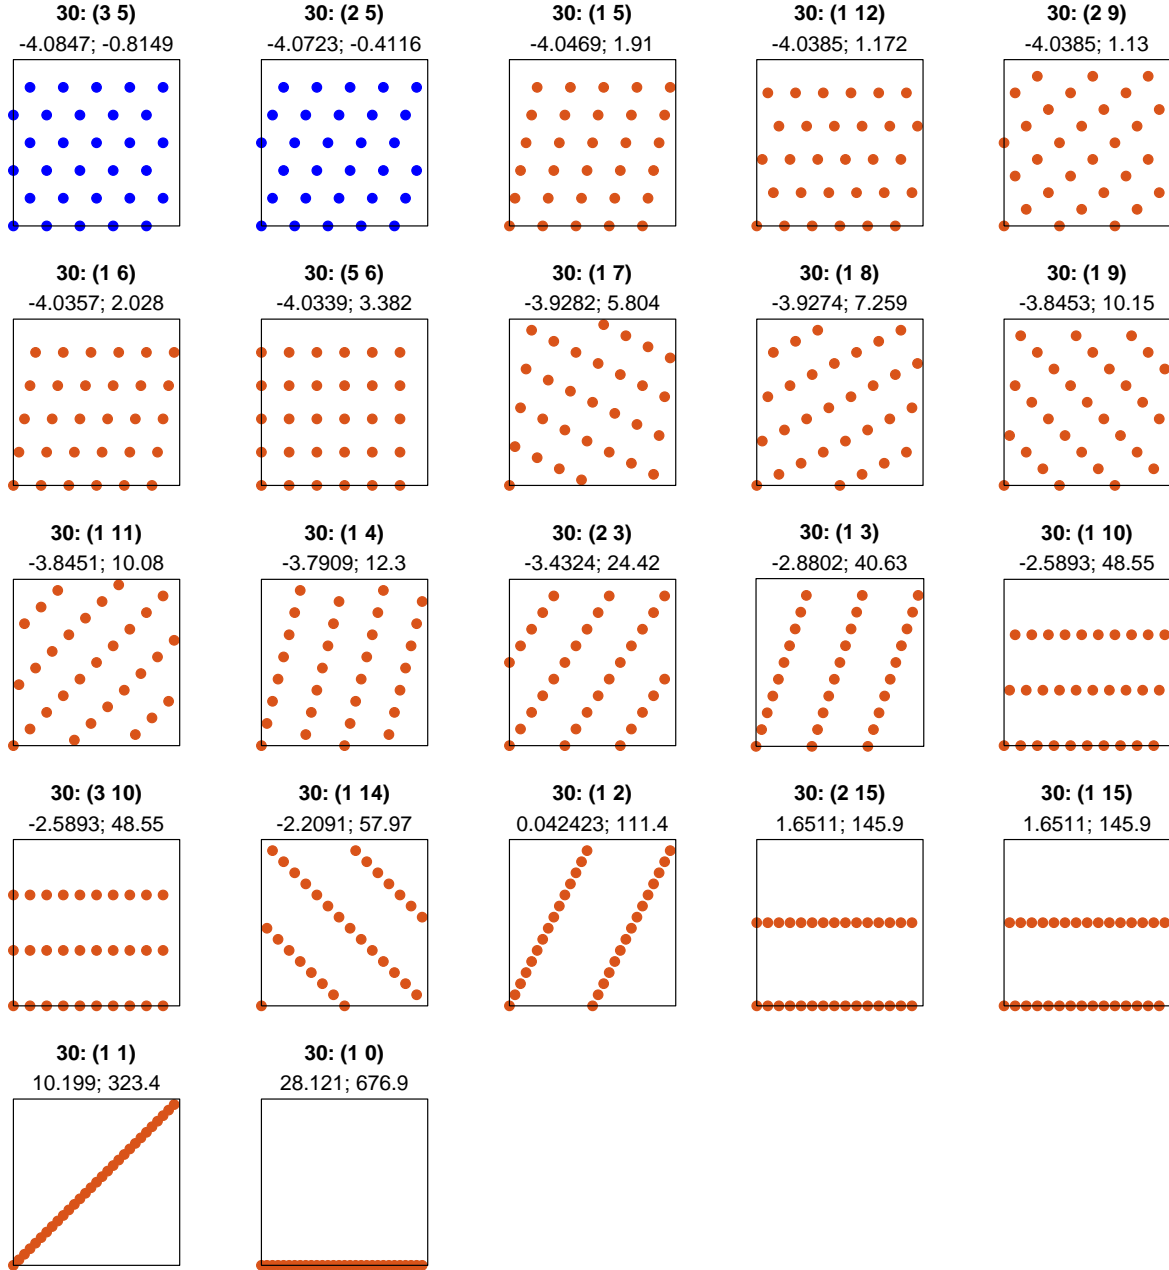 30: (3 5)
-4.0847; -0.8149
30: (2 5)
-4.0723; -0.4116
30: (1 5)
-4.0469; 1.91
30: (1 12)
-4.0385; 1.172
30: (2 9)
-4.0385; 1.13
30: (1 6)
-4.0357; 2.028
30: (5 6)
-4.0339; 3.382
30: (1 7)
-3.9282; 5.804
30: (1 8)
-3.9274; 7.259
30: (1 9)
-3.8453; 10.15
30: (1 11)
-3.8451; 10.08
30: (1 4)
-3.7909; 12.3
30: (2 3)
-3.4324; 24.42
30: (1 3)
-2.8802; 40.63
30: (1 10)
-2.5893; 48.55
30: (3 10)
-2.5893; 48.55
30: (1 14)
-2.2091; 57.97
30: (1 2)
0.042423; 111.4
30: (2 15)
1.6511; 145.9
30: (1 15)
1.6511; 145.9
30: (1 1)
10.199; 323.4
30: (1 0)
28.121; 676.9